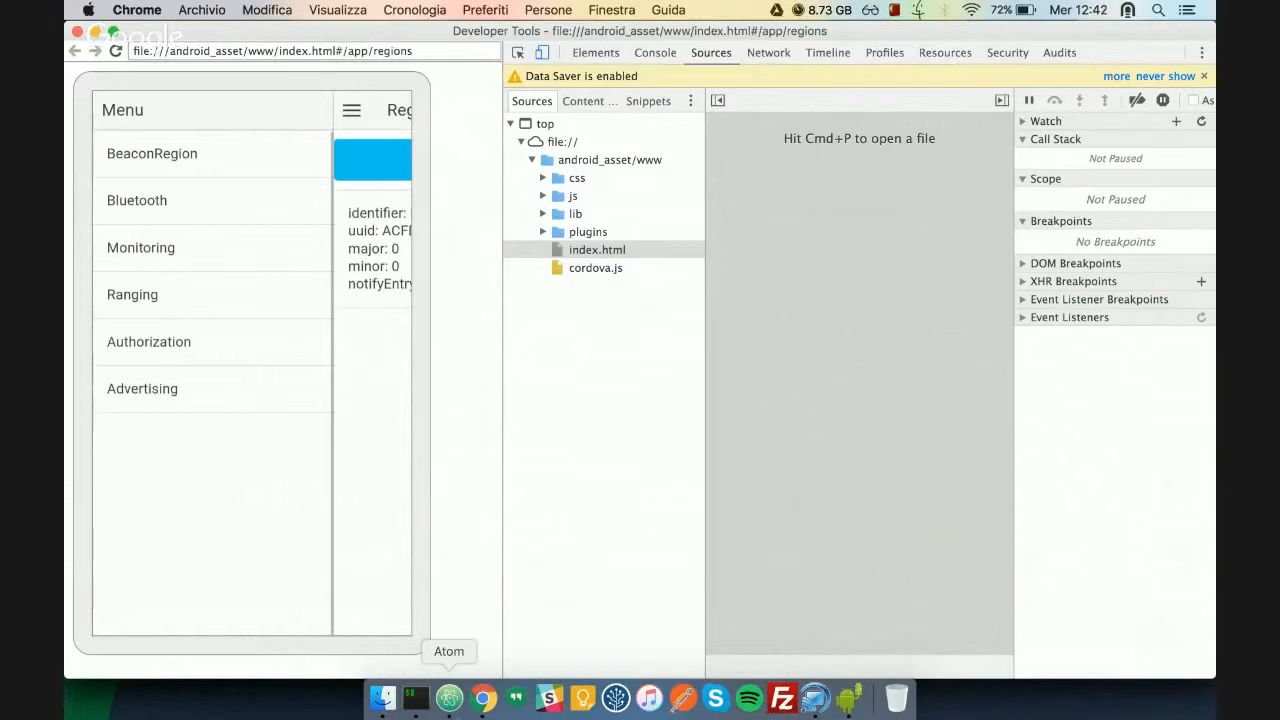 Chrome Archivio Modifica Visualizza Cronologia Preferiti Persone Finestra Guida 8.73 GB 72% Mer 12:42
Google
Developer Tools - file:///android_asset/www/index.html#/app/regions
file:///android_asset/www/index.html#/app/regions
Elements Console Sources Network Timeline Profiles Resources Security Audits
Data Saver is enabled more never show ×
Sources Content ... Snippets
As
Menu
Reg
BeaconRegion
Bluetooth
Monitoring
Ranging
Authorization
Advertising
identifier:
uuid: ACF
major: 0
minor: 0
notifyEntry
top
file://
android_asset/www
css
js
lib
plugins
index.html
cordova.js
Hit Cmd+P to open a file
Watch
Call Stack
Not Paused
Scope
Not Paused
Breakpoints
No Breakpoints
DOM Breakpoints
XHR Breakpoints
Event Listener Breakpoints
Event Listeners
Atom